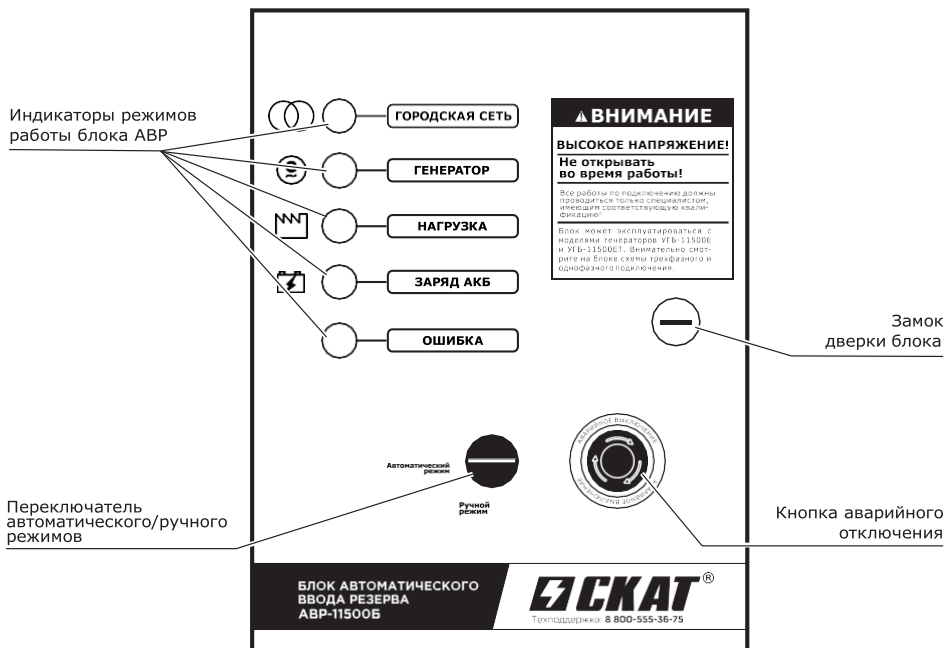 Индикаторы режимов
работы блока АВР
ГОРОДСКАЯ СЕТЬ
ГЕНЕРАТОР
НАГРУЗКА
ЗАРЯД АКБ
ОШИБКА
ВНИМАНИЕ
ВЫСОКОЕ НАПРЯЖЕНИЕ!
Не открывать
во время работы!
Все работы по подключению должны
проводиться только специалистом,
имеющим соответствующую квали-
фикацию!
Блок может эксплуатироваться с
моделями генераторов УГБ-11500Е
и УГБ-11500ЕТ. Внимательно смот-
рите на блоке схемы трехфазного и
однофазного подключения.
Замок
дверки блока
АВАРИЙНОЕ ВЫКЛЮЧЕНИЕ
АВАРИЙНОЕ ВЫКЛЮЧЕНИЕ
Автоматический
режим
Ручной
режим
Переключатель
автоматического/ручного
режимов
Кнопка аварийного
отключения
БЛОК АВТОМАТИЧЕСКОГО
ВВОДА РЕЗЕРВА
АВР-11500Б
СКАТ®
Техподдержка: 8 800-555-36-75